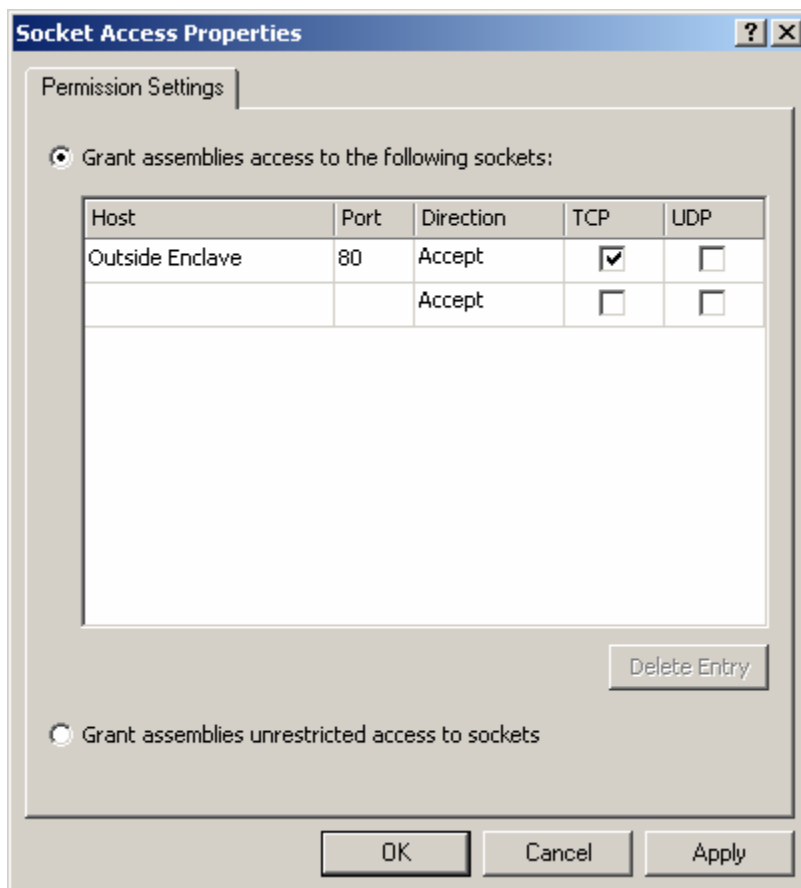 Socket Access Properties
Permission Settings
Grant assemblies access to the following sockets:
Host Port Direction TCP UDP
Outside Enclave 80 Accept
Accept
Delete Entry
Grant assemblies unrestricted access to sockets
OK Cancel Apply